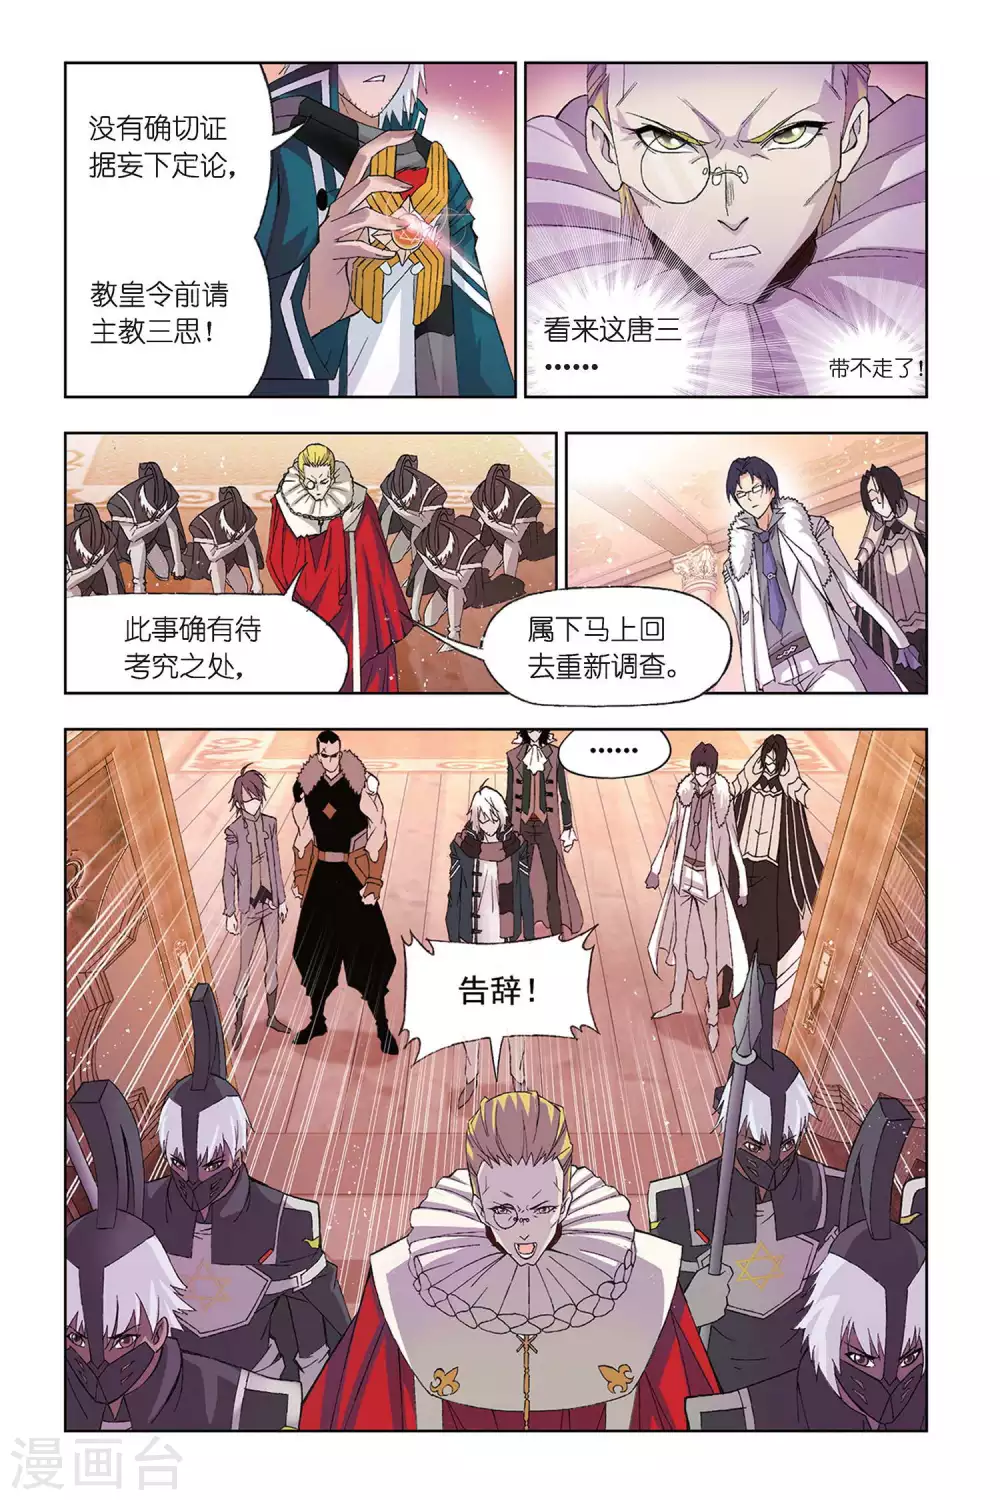 没有确切证
据妄下定论，
教皇令前请
主教三思！
看来这唐三
……
带不走了！
此事确有待
考究之处，
属下马上回
去重新调查。
……
告辞！
漫画台